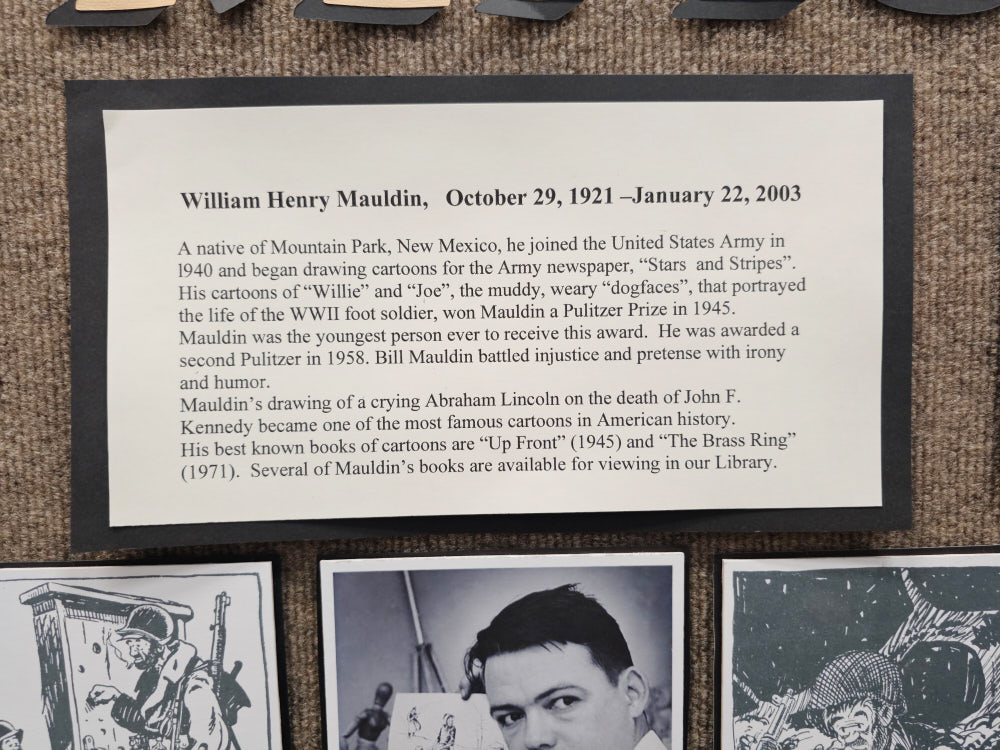 William Henry Mauldin,   October 29, 1921 –January 22, 2003
A native of Mountain Park, New Mexico, he joined the United States Army in
1940 and began drawing cartoons for the Army newspaper, “Stars  and Stripes”.
His cartoons of “Willie” and “Joe”, the muddy, weary “dogfaces”, that portrayed
the life of the WWII foot soldier, won Mauldin a Pulitzer Prize in 1945.
Mauldin was the youngest person ever to receive this award.  He was awarded a
second Pulitzer in 1958. Bill Mauldin battled injustice and pretense with irony
and humor.
Mauldin’s drawing of a crying Abraham Lincoln on the death of John F.
Kennedy became one of the most famous cartoons in American history.
His best known books of cartoons are “Up Front” (1945) and “The Brass Ring”
(1971).  Several of Mauldin’s books are available for viewing in our Library.